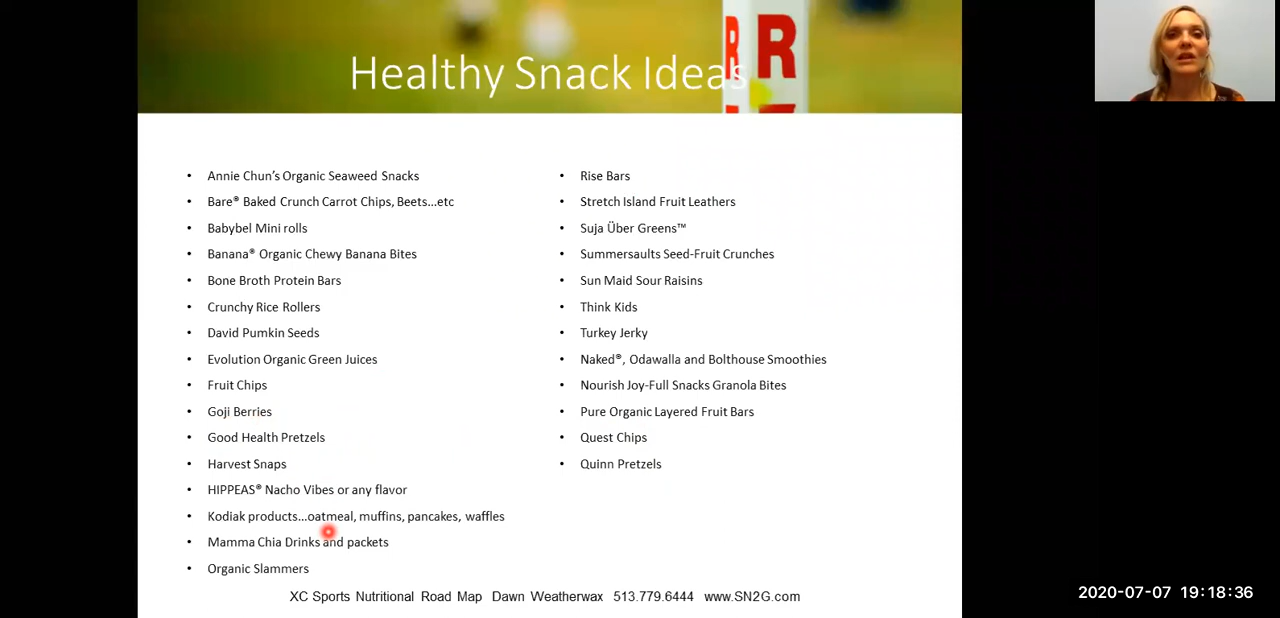 Healthy Snack Ideas
R R
Annie Chun's Organic Seaweed Snacks
Bare® Baked Crunch Carrot Chips, Beets...etc
Babybel Mini rolls
Banana® Organic Chewy Banana Bites
Bone Broth Protein Bars
Crunchy Rice Rollers
David Pumkin Seeds
Evolution Organic Green Juices
Fruit Chips
Goji Berries
Good Health Pretzels
Harvest Snaps
HIPPEAS® Nacho Vibes or any flavor
Kodiak products...oatmeal, muffins, pancakes, waffles
Mamma Chia Drinks and packets
Organic Slammers
Rise Bars
Stretch Island Fruit Leathers
Suja Über Greens™
Summersaults Seed-Fruit Crunches
Sun Maid Sour Raisins
Think Kids
Turkey Jerky
Naked®, Odawalla and Bolthouse Smoothies
Nourish Joy-Full Snacks Granola Bites
Pure Organic Layered Fruit Bars
Quest Chips
Quinn Pretzels
XC Sports Nutritional Road Map Dawn Weatherwax 513.779.6444 www.SN2G.com
2020-07-07 19:18:36